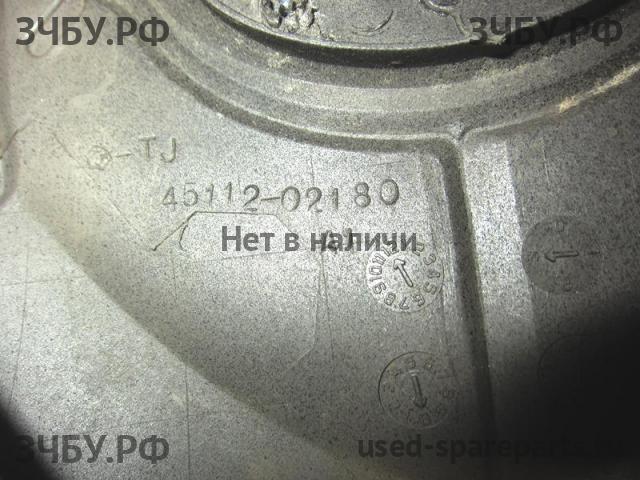 ЗЧБУ.РФ
ЗЧБУ.РФ
-TJ
45112-02180
Нет в наличии
ЗЧБУ.РФ
used-spareparts.ru